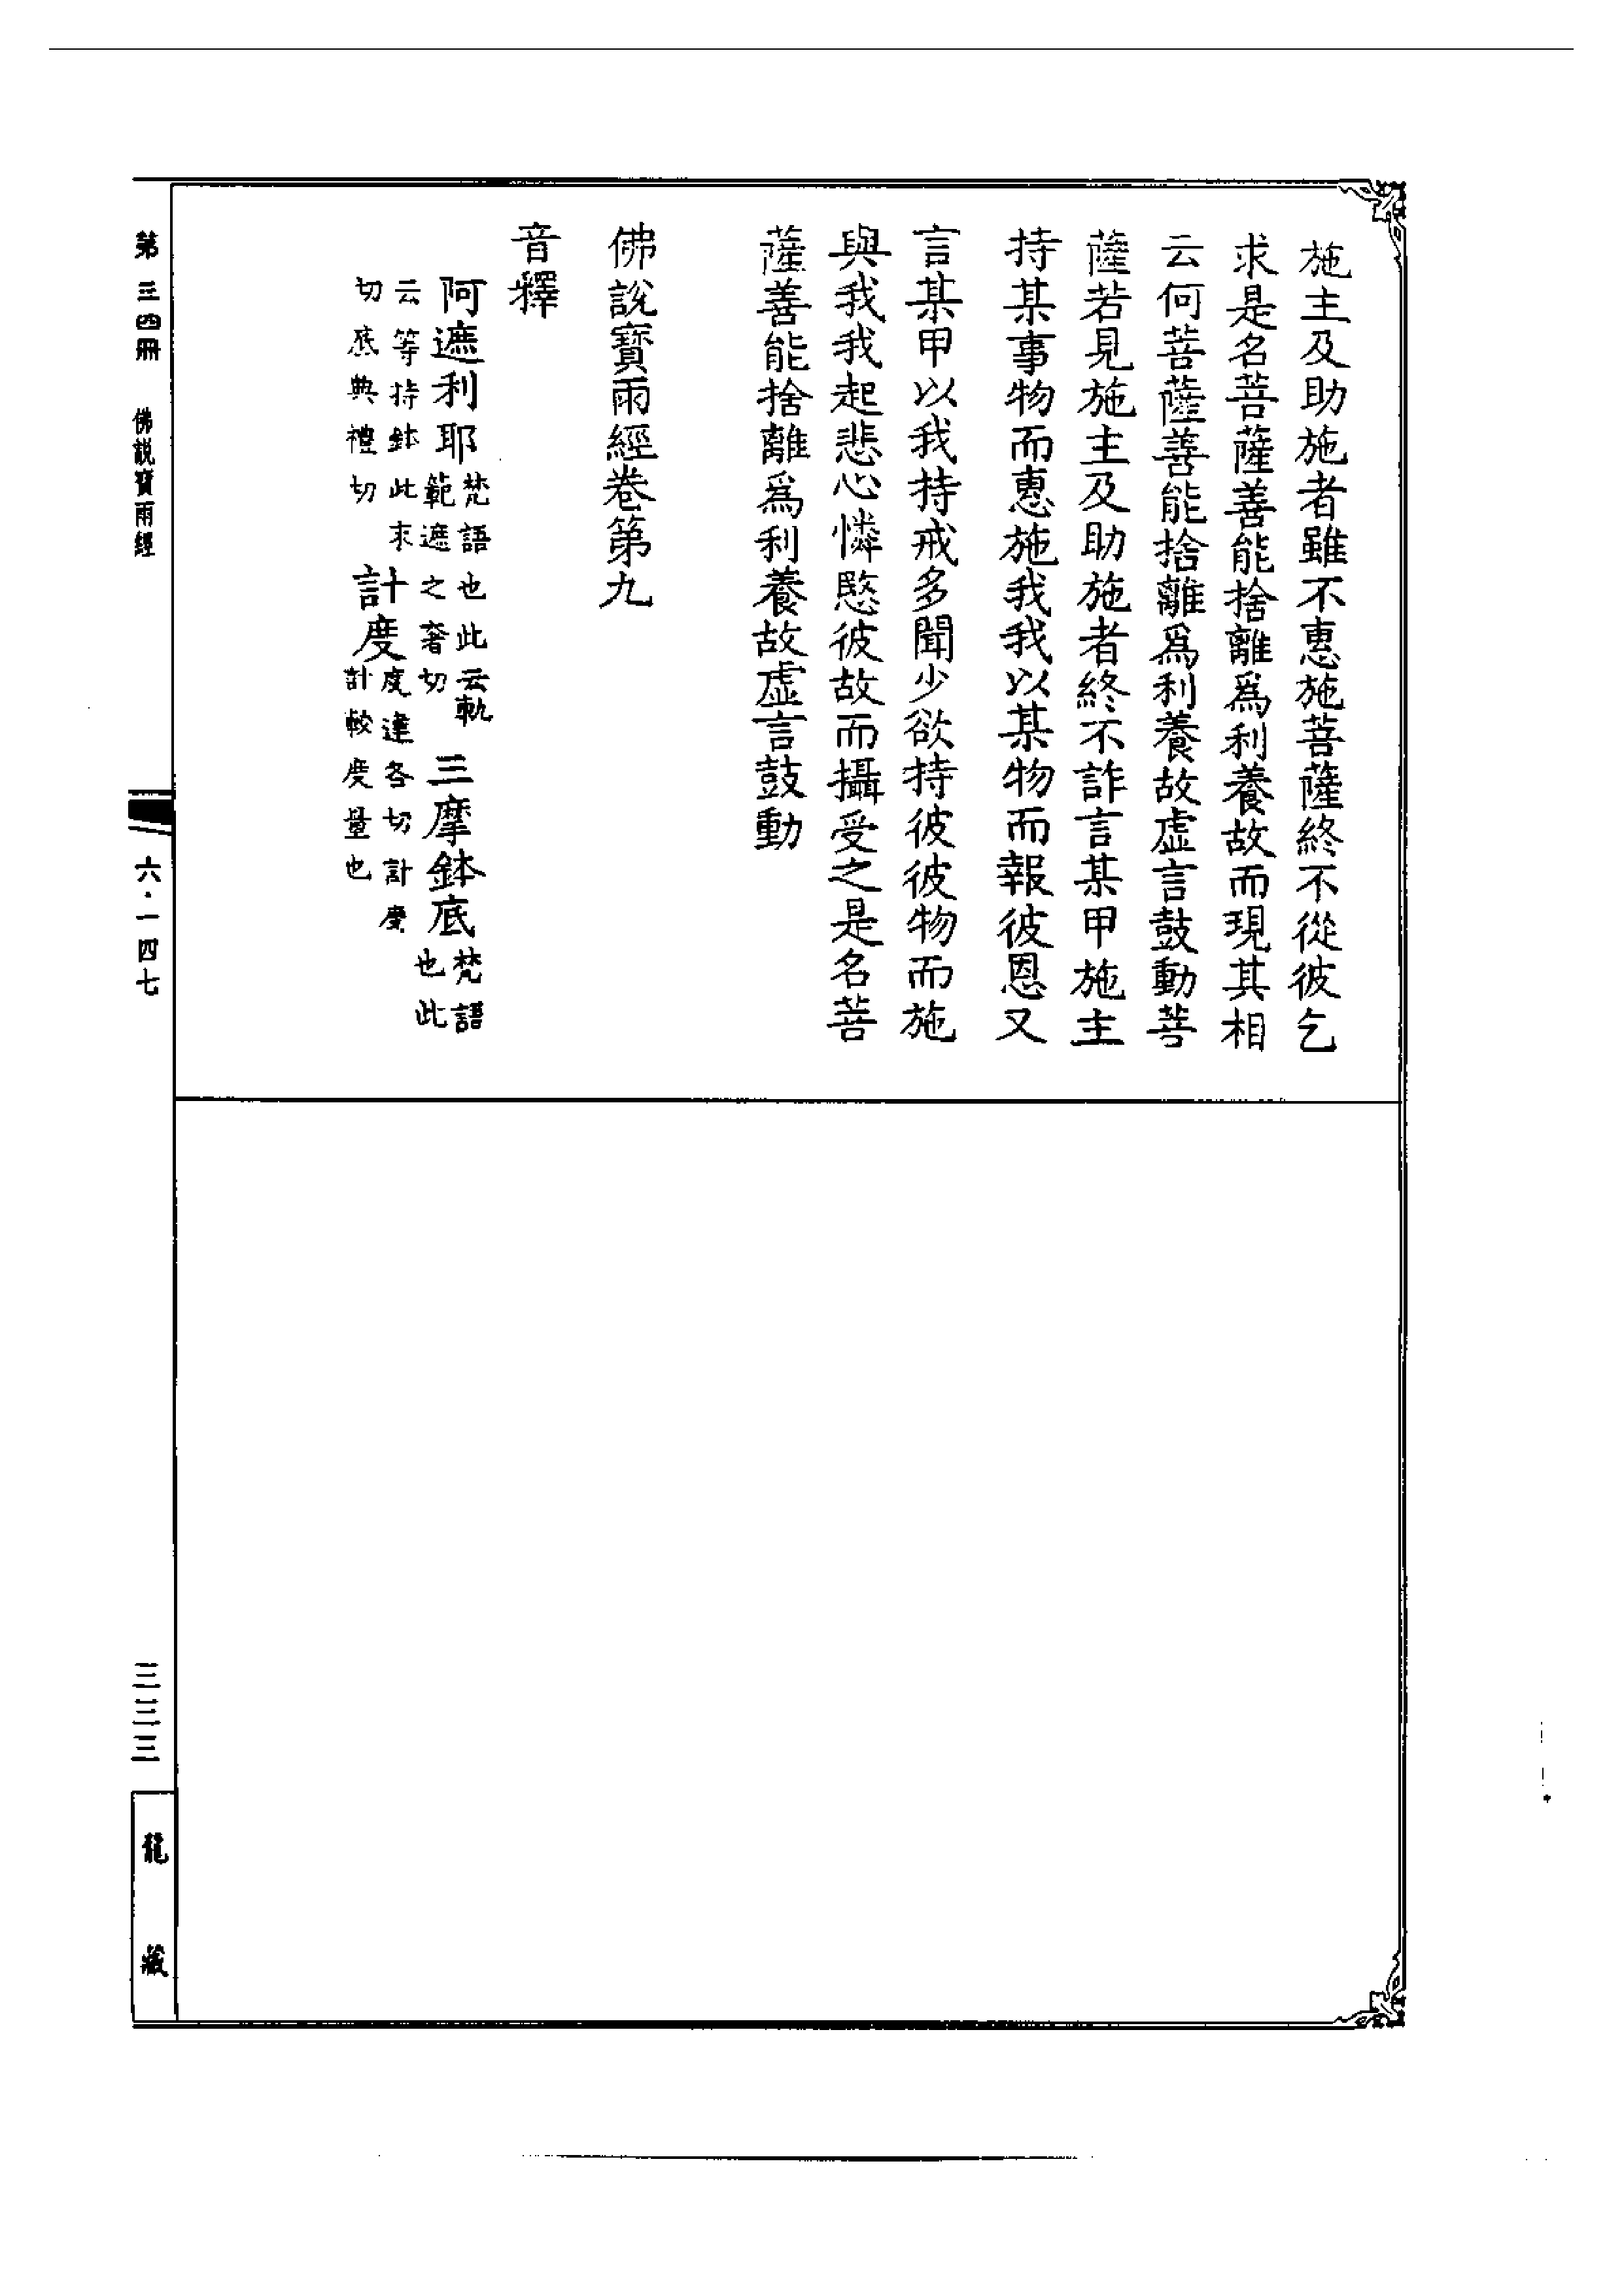 施主及助施者雖不惠施菩薩終不從彼乞
求是名菩薩善能捨離爲利養故而現其相
云何菩薩善能捨離爲利養故虛言鼓動菩
薩若見施主及助施者終不詐言某甲施主
持某事物而惠施我我以某物而報彼恩又
言某甲以我持戒多聞少欲持彼彼物而施
與我我起悲心憐愍彼故而攝受之是名菩
薩善能捨離爲利養故虛言鼓動
佛說寶雨經卷第九
音釋
阿遮利耶 梵語也此云軌
範遮之奢切 三摩鉢底 梵語
也此
云等持鉢此末
切底典禮切 計度 度達各切計度
計較度量也
第三四冊 佛說寶雨經
六·一四七
三三三
龍藏